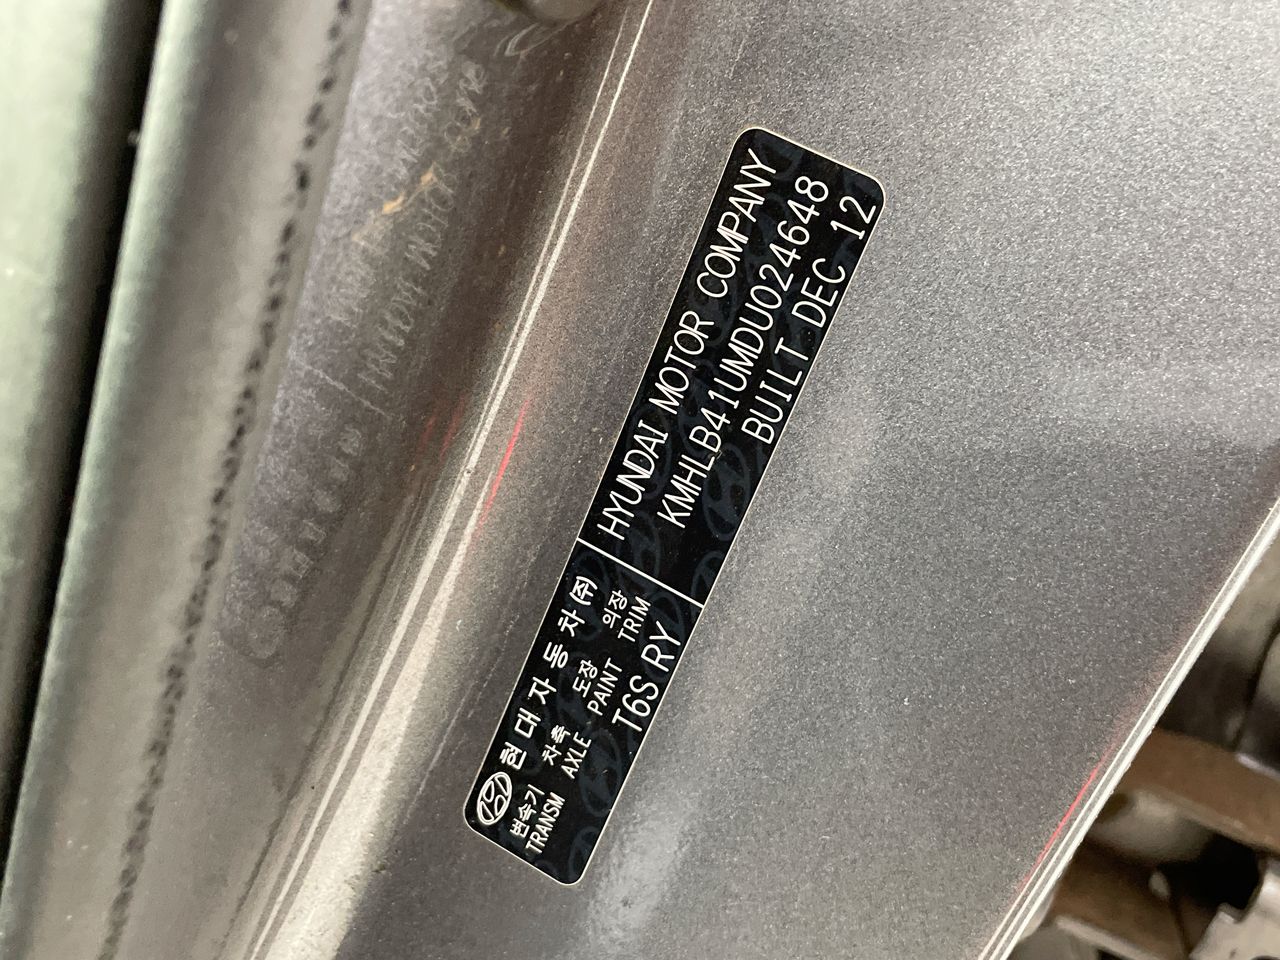 현대자동차(주)
변속기 차축 도장 의장
TRANSM AXLE PAINT TRIM
T6S RY
HYUNDAI MOTOR COMPANY
KMHLB41UMDU024648
BUILT DEC 12